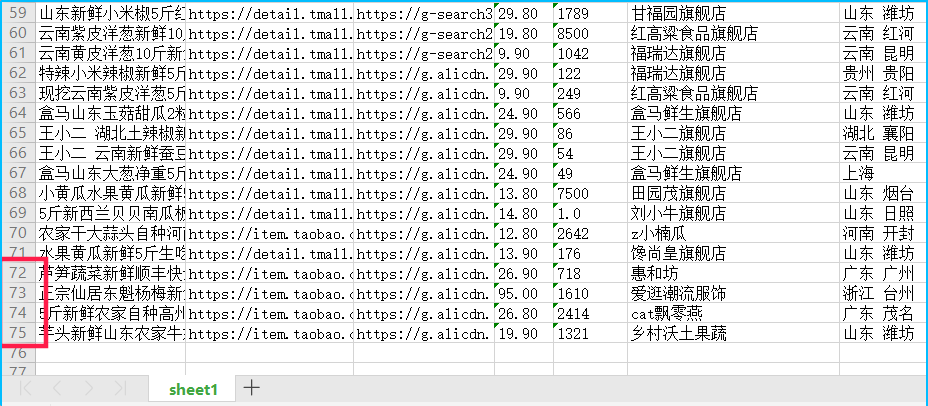 59 山东新鲜小米椒5斤红 https://detail.tmall https://g-search3 29.80 1789 甘福园旗舰店 山东 潍坊
60 云南紫皮洋葱新鲜10 https://detail.tmall. https://g-search2 19.80 8500 红高粱食品旗舰店 云南 红河
61 云南黄皮洋葱10斤新 https://detail.tmall. https://g-search2 9.90 1042 福瑞达旗舰店 云南 昆明
62 特辣小米辣椒新鲜5斤 https://detail.tmall. https://g.alicdn. 29.90 122 福瑞达旗舰店 贵州 贵阳
63 现挖云南紫皮洋葱5斤 https://detail.tmall. https://g.alicdn. 9.90 249 红高粱食品旗舰店 云南 红河
64 盒马山东玉菇甜瓜2粒 https://detail.tmall. https://g.alicdn. 24.90 566 盒马鲜生旗舰店 山东 潍坊
65 王小二 湖北土辣椒新 https://detail.tmall. https://g.alicdn. 29.90 86 王小二旗舰店 湖北 襄阳
66 王小二 云南新鲜蚕豆 https://detail.tmall. https://g.alicdn. 29.90 54 王小二旗舰店 云南 昆明
67 盒马山东大葱净重5斤 https://detail.tmall. https://g.alicdn. 24.90 49 盒马鲜生旗舰店 上海
68 小黄瓜水果黄瓜新鲜5 https://detail.tmall. https://g.alicdn. 13.80 7500 田园茂旗舰店 山东 烟台
69 5斤新西兰贝贝南瓜板 https://detail.tmall. https://g.alicdn. 14.80 1.0 刘小牛旗舰店 山东 日照
70 农家干大蒜头自种河 https://item.taobao.c https://g.alicdn. 12.80 2642 z小楠瓜 河南 开封
71 水果黄瓜新鲜5斤生吃 https://detail.tmall. https://g.alicdn. 13.90 176 馋尚皇旗舰店 山东 潍坊
72 芦笋蔬菜新鲜顺丰快 https://item.taobao.c https://g.alicdn. 26.90 718 惠和坊 广东 广州
73 正宗仙居东魁杨梅新 https://item.taobao.c https://g.alicdn. 95.00 1610 爱逛潮流服饰 浙江 台州
74 5斤新鲜农家自种高州 https://item.taobao.c https://g.alicdn. 26.80 2414 cat飘零燕 广东 茂名
75 芋头新鲜山东农家牛 https://item.taobao.c https://g.alicdn. 19.90 1321 乡村沃土果蔬 山东 潍坊
76
77
sheet1